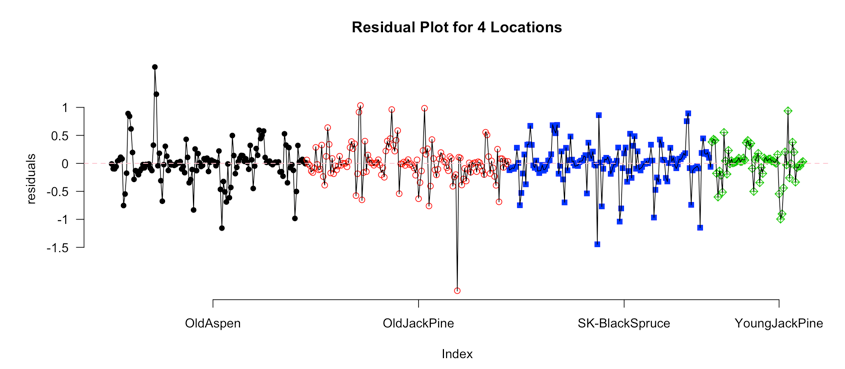 Residual Plot for 4 Locations
residuals
1
0.5
0
-0.5
-1
-1.5
OldAspen OldJackPine SK-BlackSpruce YoungJackPine
Index